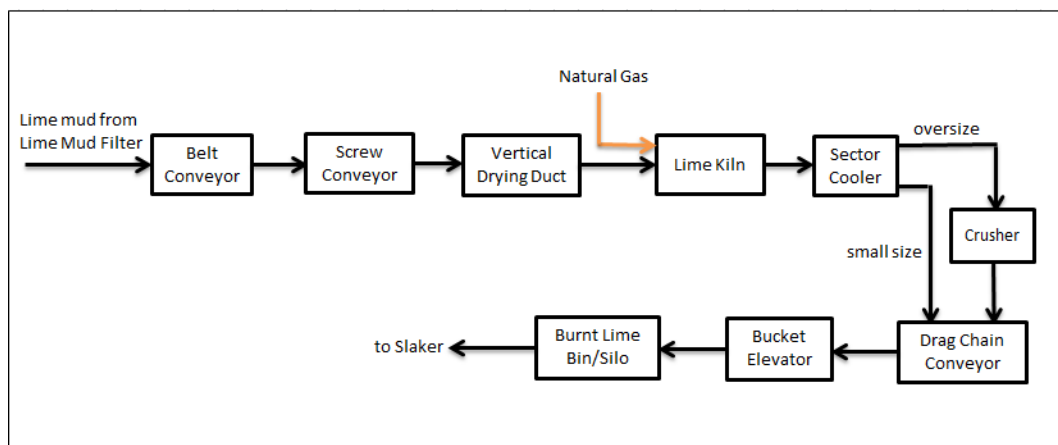 Natural Gas
Lime mud from
Lime Mud Filter
Belt
Conveyor
Screw
Conveyor
Vertical
Drying Duct
Lime Kiln
Sector
Cooler
oversize
Crusher
small size
Drag Chain
Conveyor
Bucket
Elevator
Burnt Lime
Bin/Silo
to Slaker